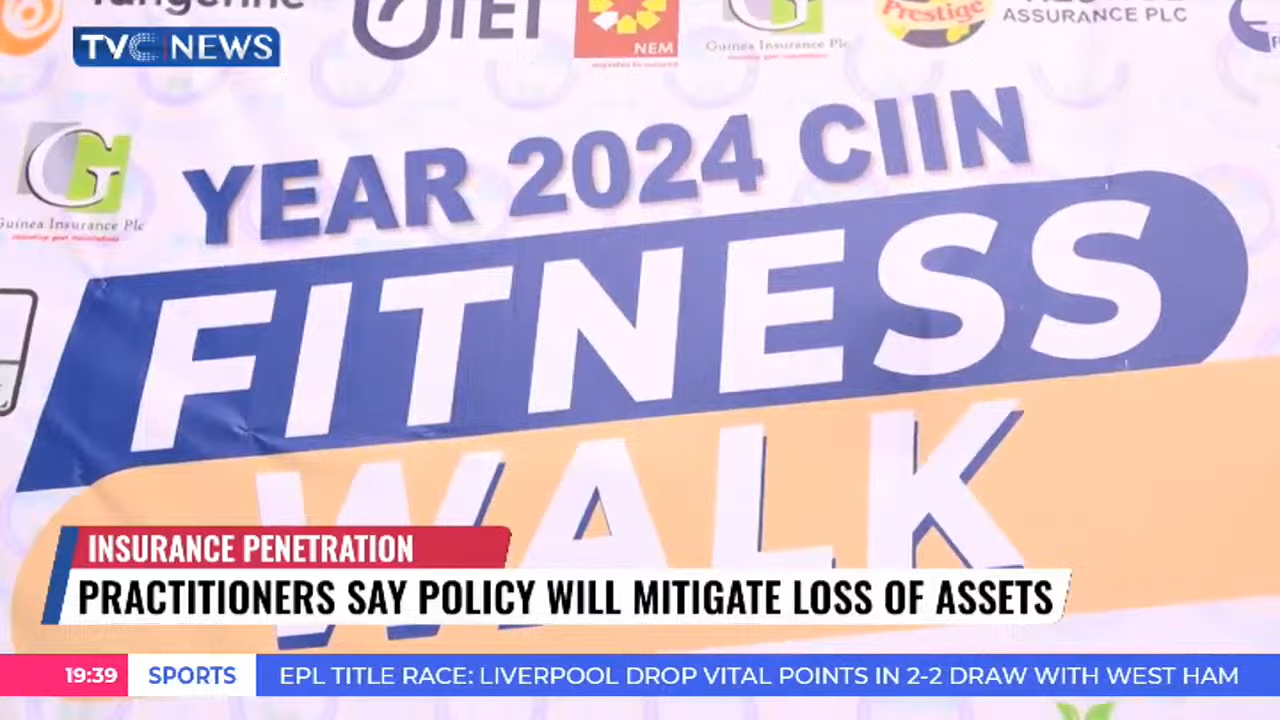 TVC NEWS
NEM
Guinea Insurance Plc
Prestige
ASSURANCE PLC
Guinea Insurance Plc
YEAR 2024 CIIN
FITNESS
WALK
INSURANCE PENETRATION
PRACTITIONERS SAY POLICY WILL MITIGATE LOSS OF ASSETS
19:39 SPORTS EPL TITLE RACE: LIVERPOOL DROP VITAL POINTS IN 2-2 DRAW WITH WEST HAM